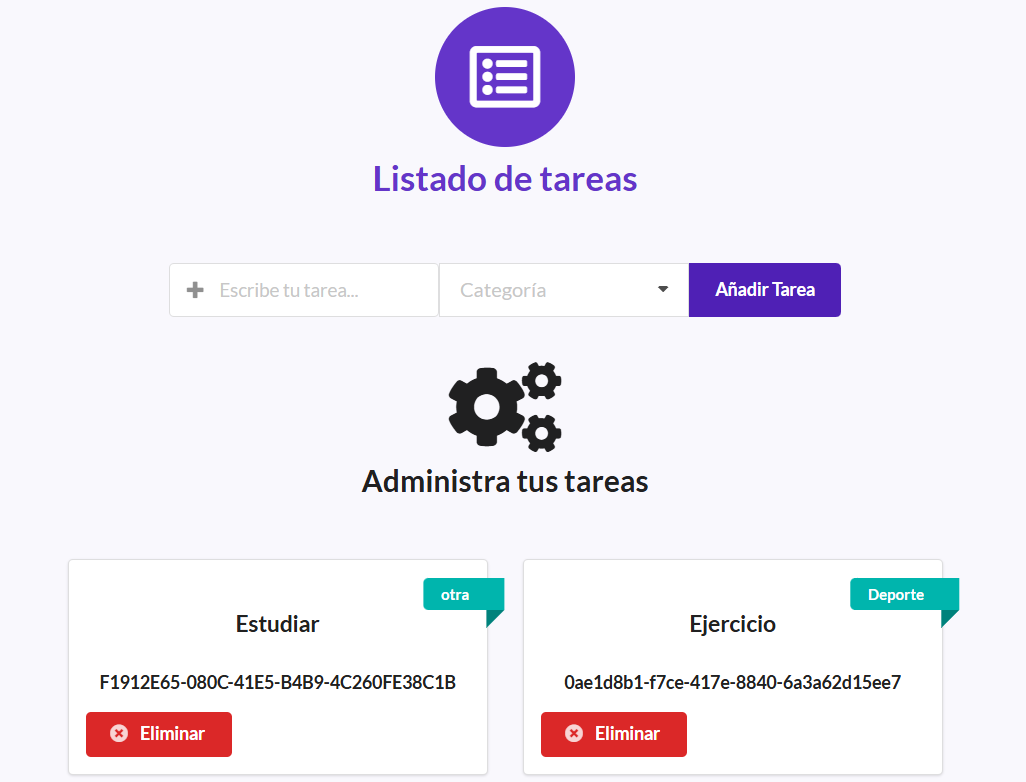 Listado de tareas
Escribe tu tarea...
Categoría
Añadir Tarea
Administra tus tareas
otra
Estudiar
F1912E65-080C-41E5-B4B9-4C260FE38C1B
Eliminar
Deporte
Ejercicio
0ae1d8b1-f7ce-417e-8840-6a3a62d15ee7
Eliminar